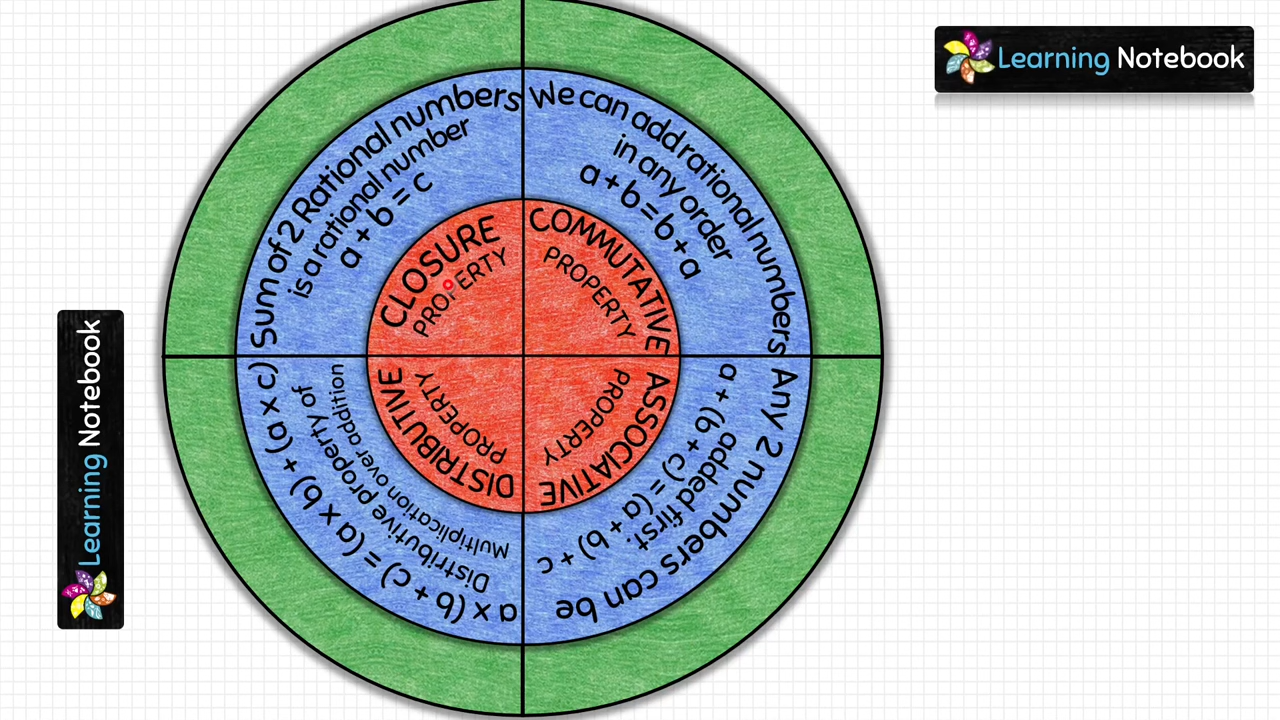 Learning Notebook
Sum of 2 Rational numbers
is a rational number
a + b = c
CLOSURE
PROPERTY
We can add rational numbers
in any order
a + b = b + a
COMMUTATIVE
PROPERTY
Any 2 numbers can be
added first.
a + (b + c) = (a + b) + c
ASSOCIATIVE
PROPERTY
a x (b + c) = (a x b) + (a x c)
Distributive property of
Multiplication over addition
DISTRIBUTIVE
PROPERTY
Learning Notebook